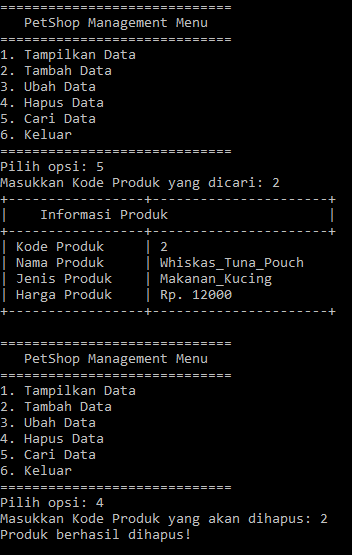 =============================
   PetShop Management Menu
=============================
1. Tampilkan Data
2. Tambah Data
3. Ubah Data
4. Hapus Data
5. Cari Data
6. Keluar
=============================
Pilih opsi: 5
Masukkan Kode Produk yang dicari: 2
+-----------------+----------------------+
|    Informasi Produk                    |
+-----------------+----------------------+
| Kode Produk     | 2
| Nama Produk     | Whiskas_Tuna_Pouch
| Jenis Produk    | Makanan_Kucing
| Harga Produk    | Rp. 12000
+-----------------+----------------------+

=============================
   PetShop Management Menu
=============================
1. Tampilkan Data
2. Tambah Data
3. Ubah Data
4. Hapus Data
5. Cari Data
6. Keluar
=============================
Pilih opsi: 4
Masukkan Kode Produk yang akan dihapus: 2
Produk berhasil dihapus!